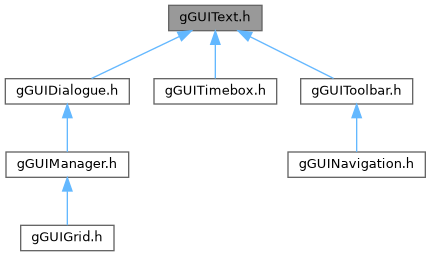 gGUIText.h
gGUIDialogue.h
gGUITimebox.h
gGUIToolbar.h
gGUIManager.h
gGUINavigation.h
gGUIGrid.h